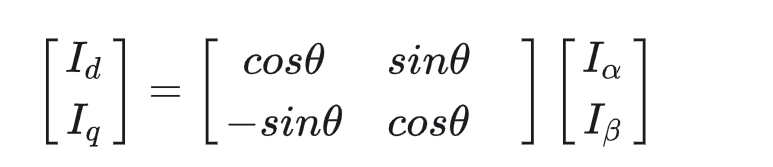 [I_d] = [cosθ sinθ] [I_α]
[I_q] [−sinθ cosθ] [I_β]